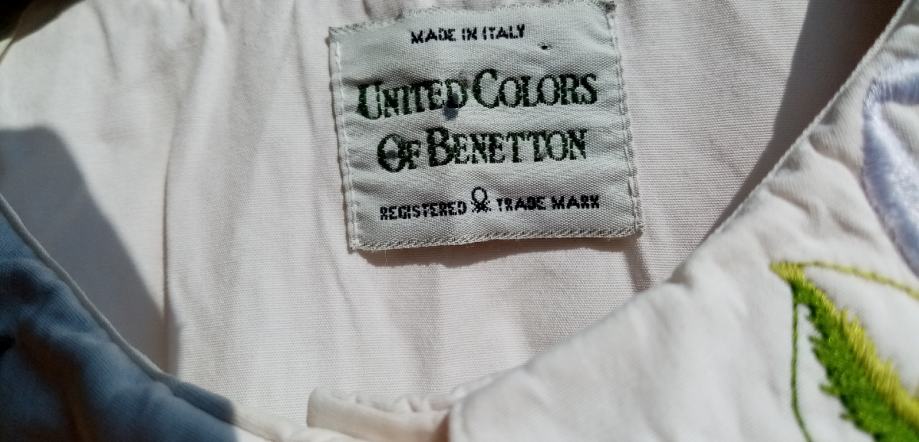 MADE IN ITALY
UNITED COLORS
OF BENETTON
REGISTERED TRADE MARK